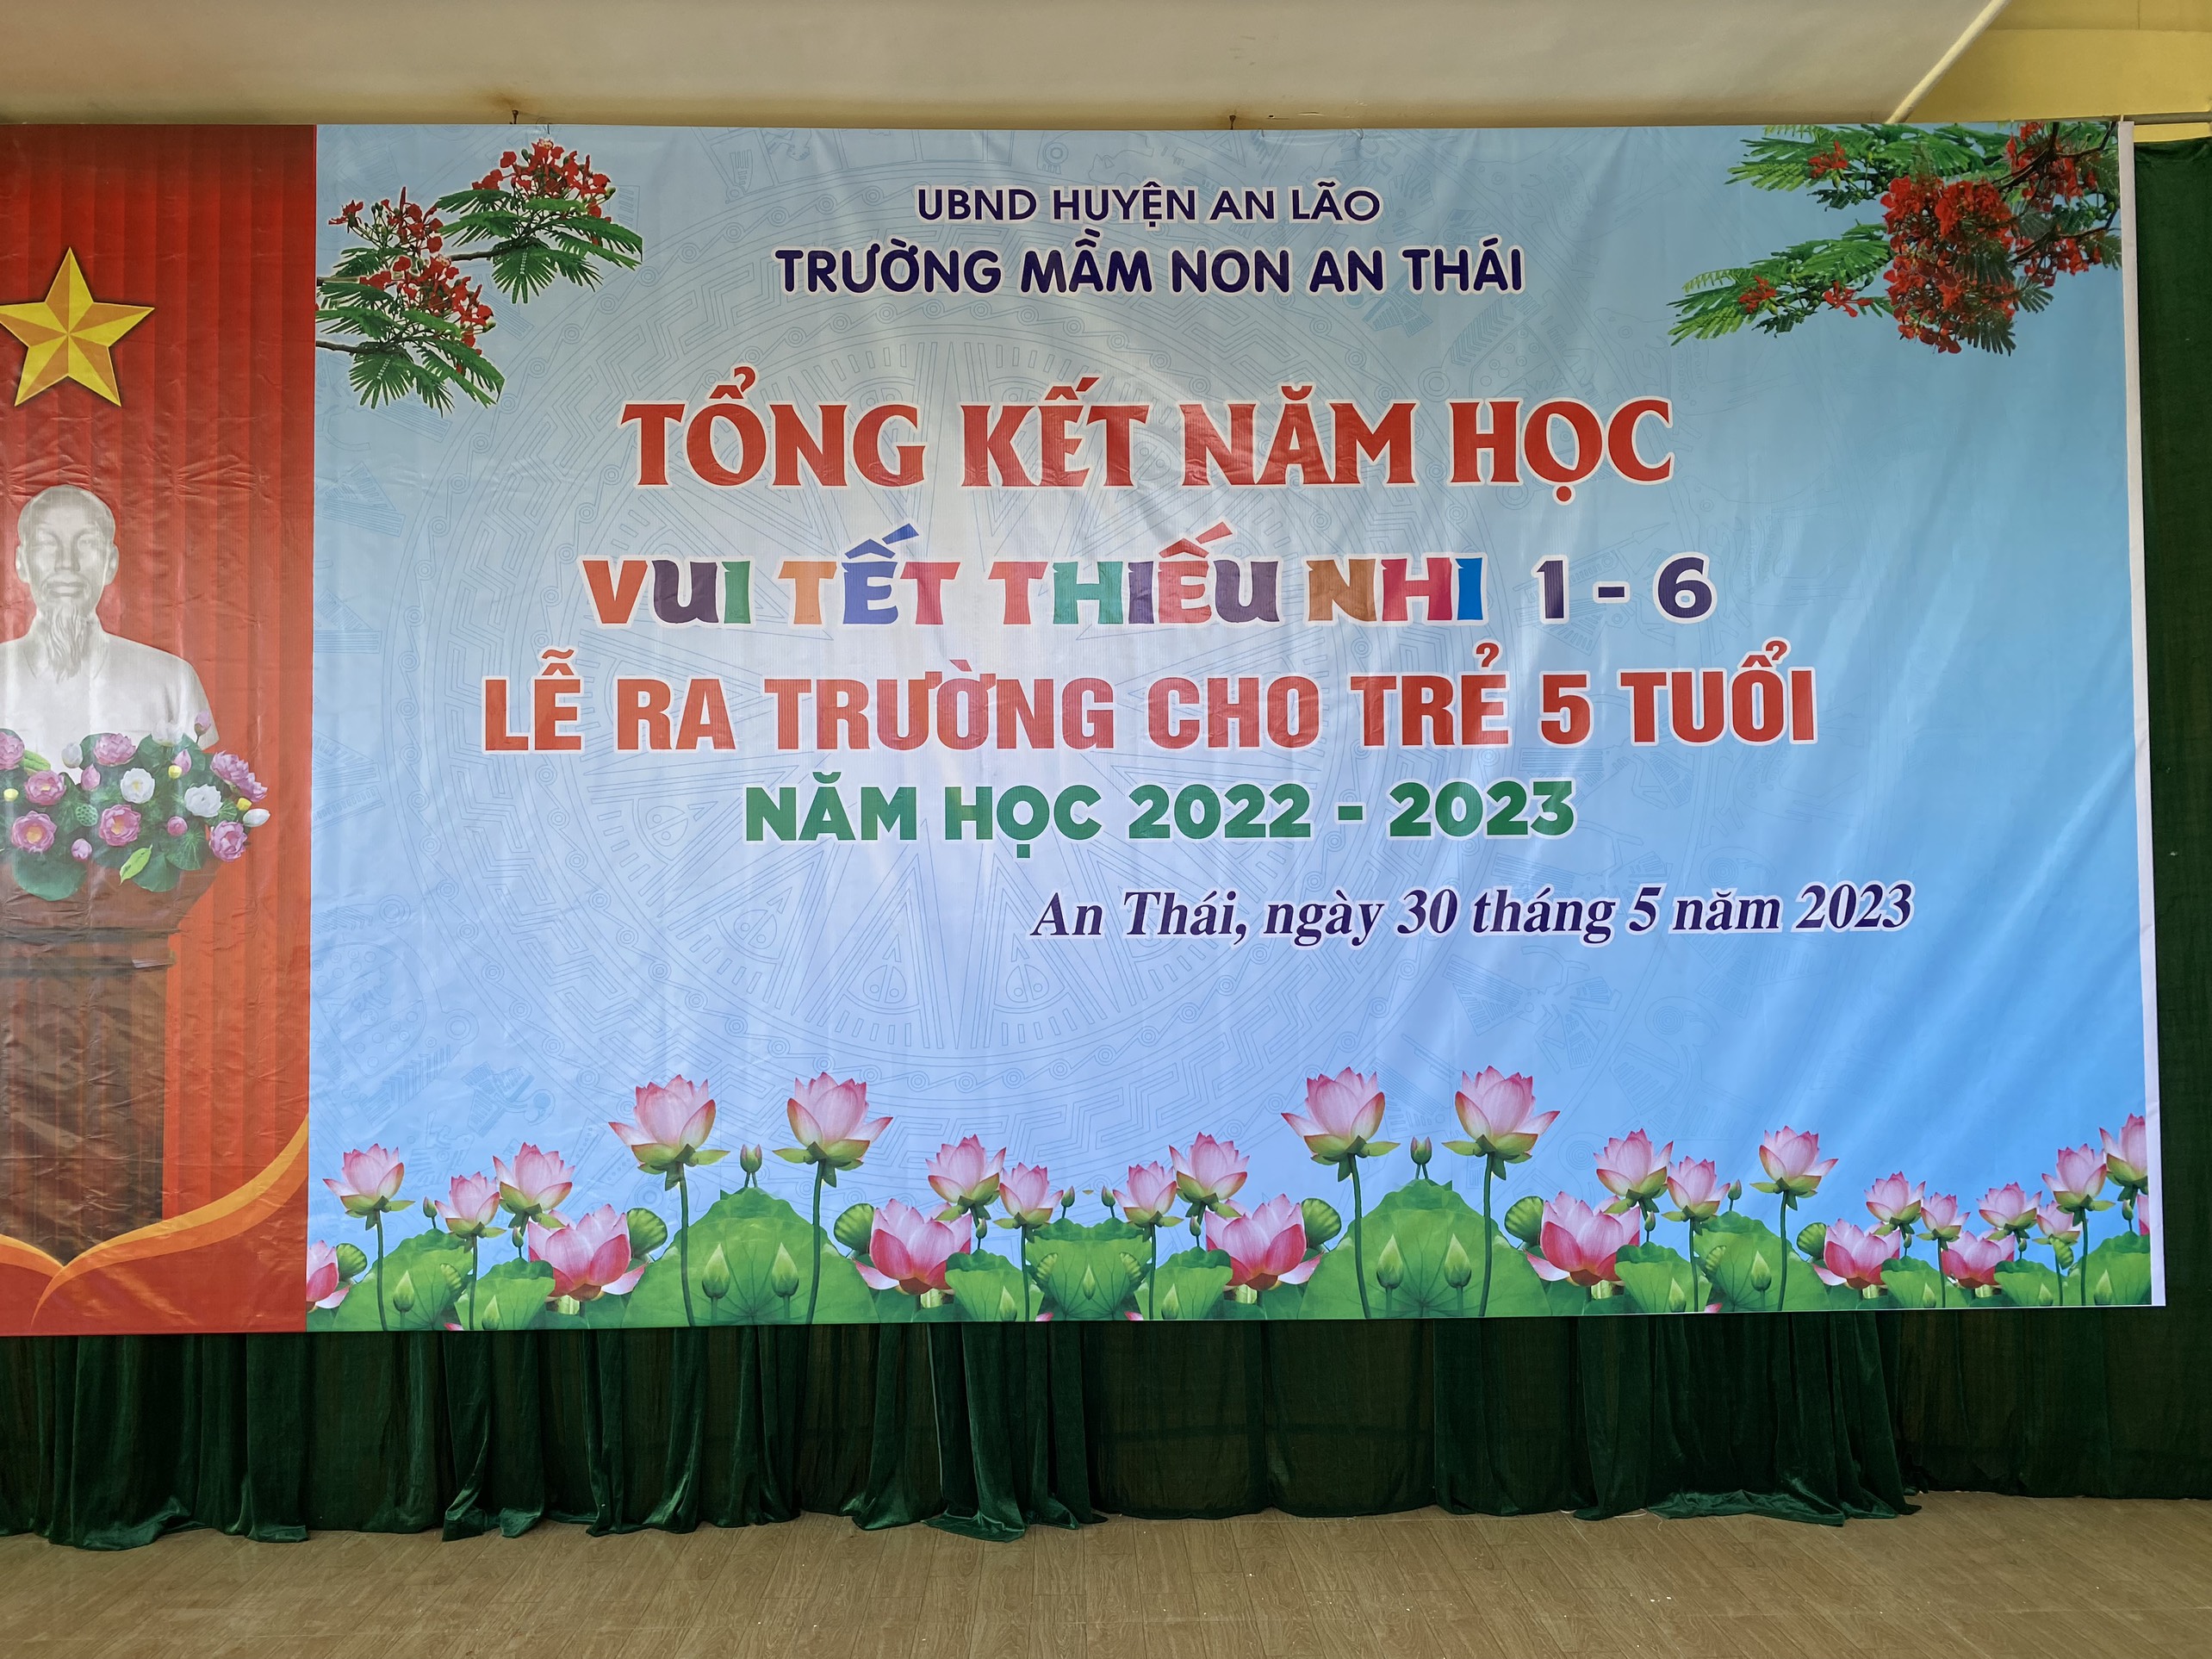 UBND HUYỆN AN LÃO
TRƯỜNG MẦM NON AN THÁI
TỔNG KẾT NĂM HỌC
VUI TẾT THIẾU NHI 1 - 6
LỄ RA TRƯỜNG CHO TRẺ 5 TUỔI
NĂM HỌC 2022 - 2023
An Thái, ngày 30 tháng 5 năm 2023